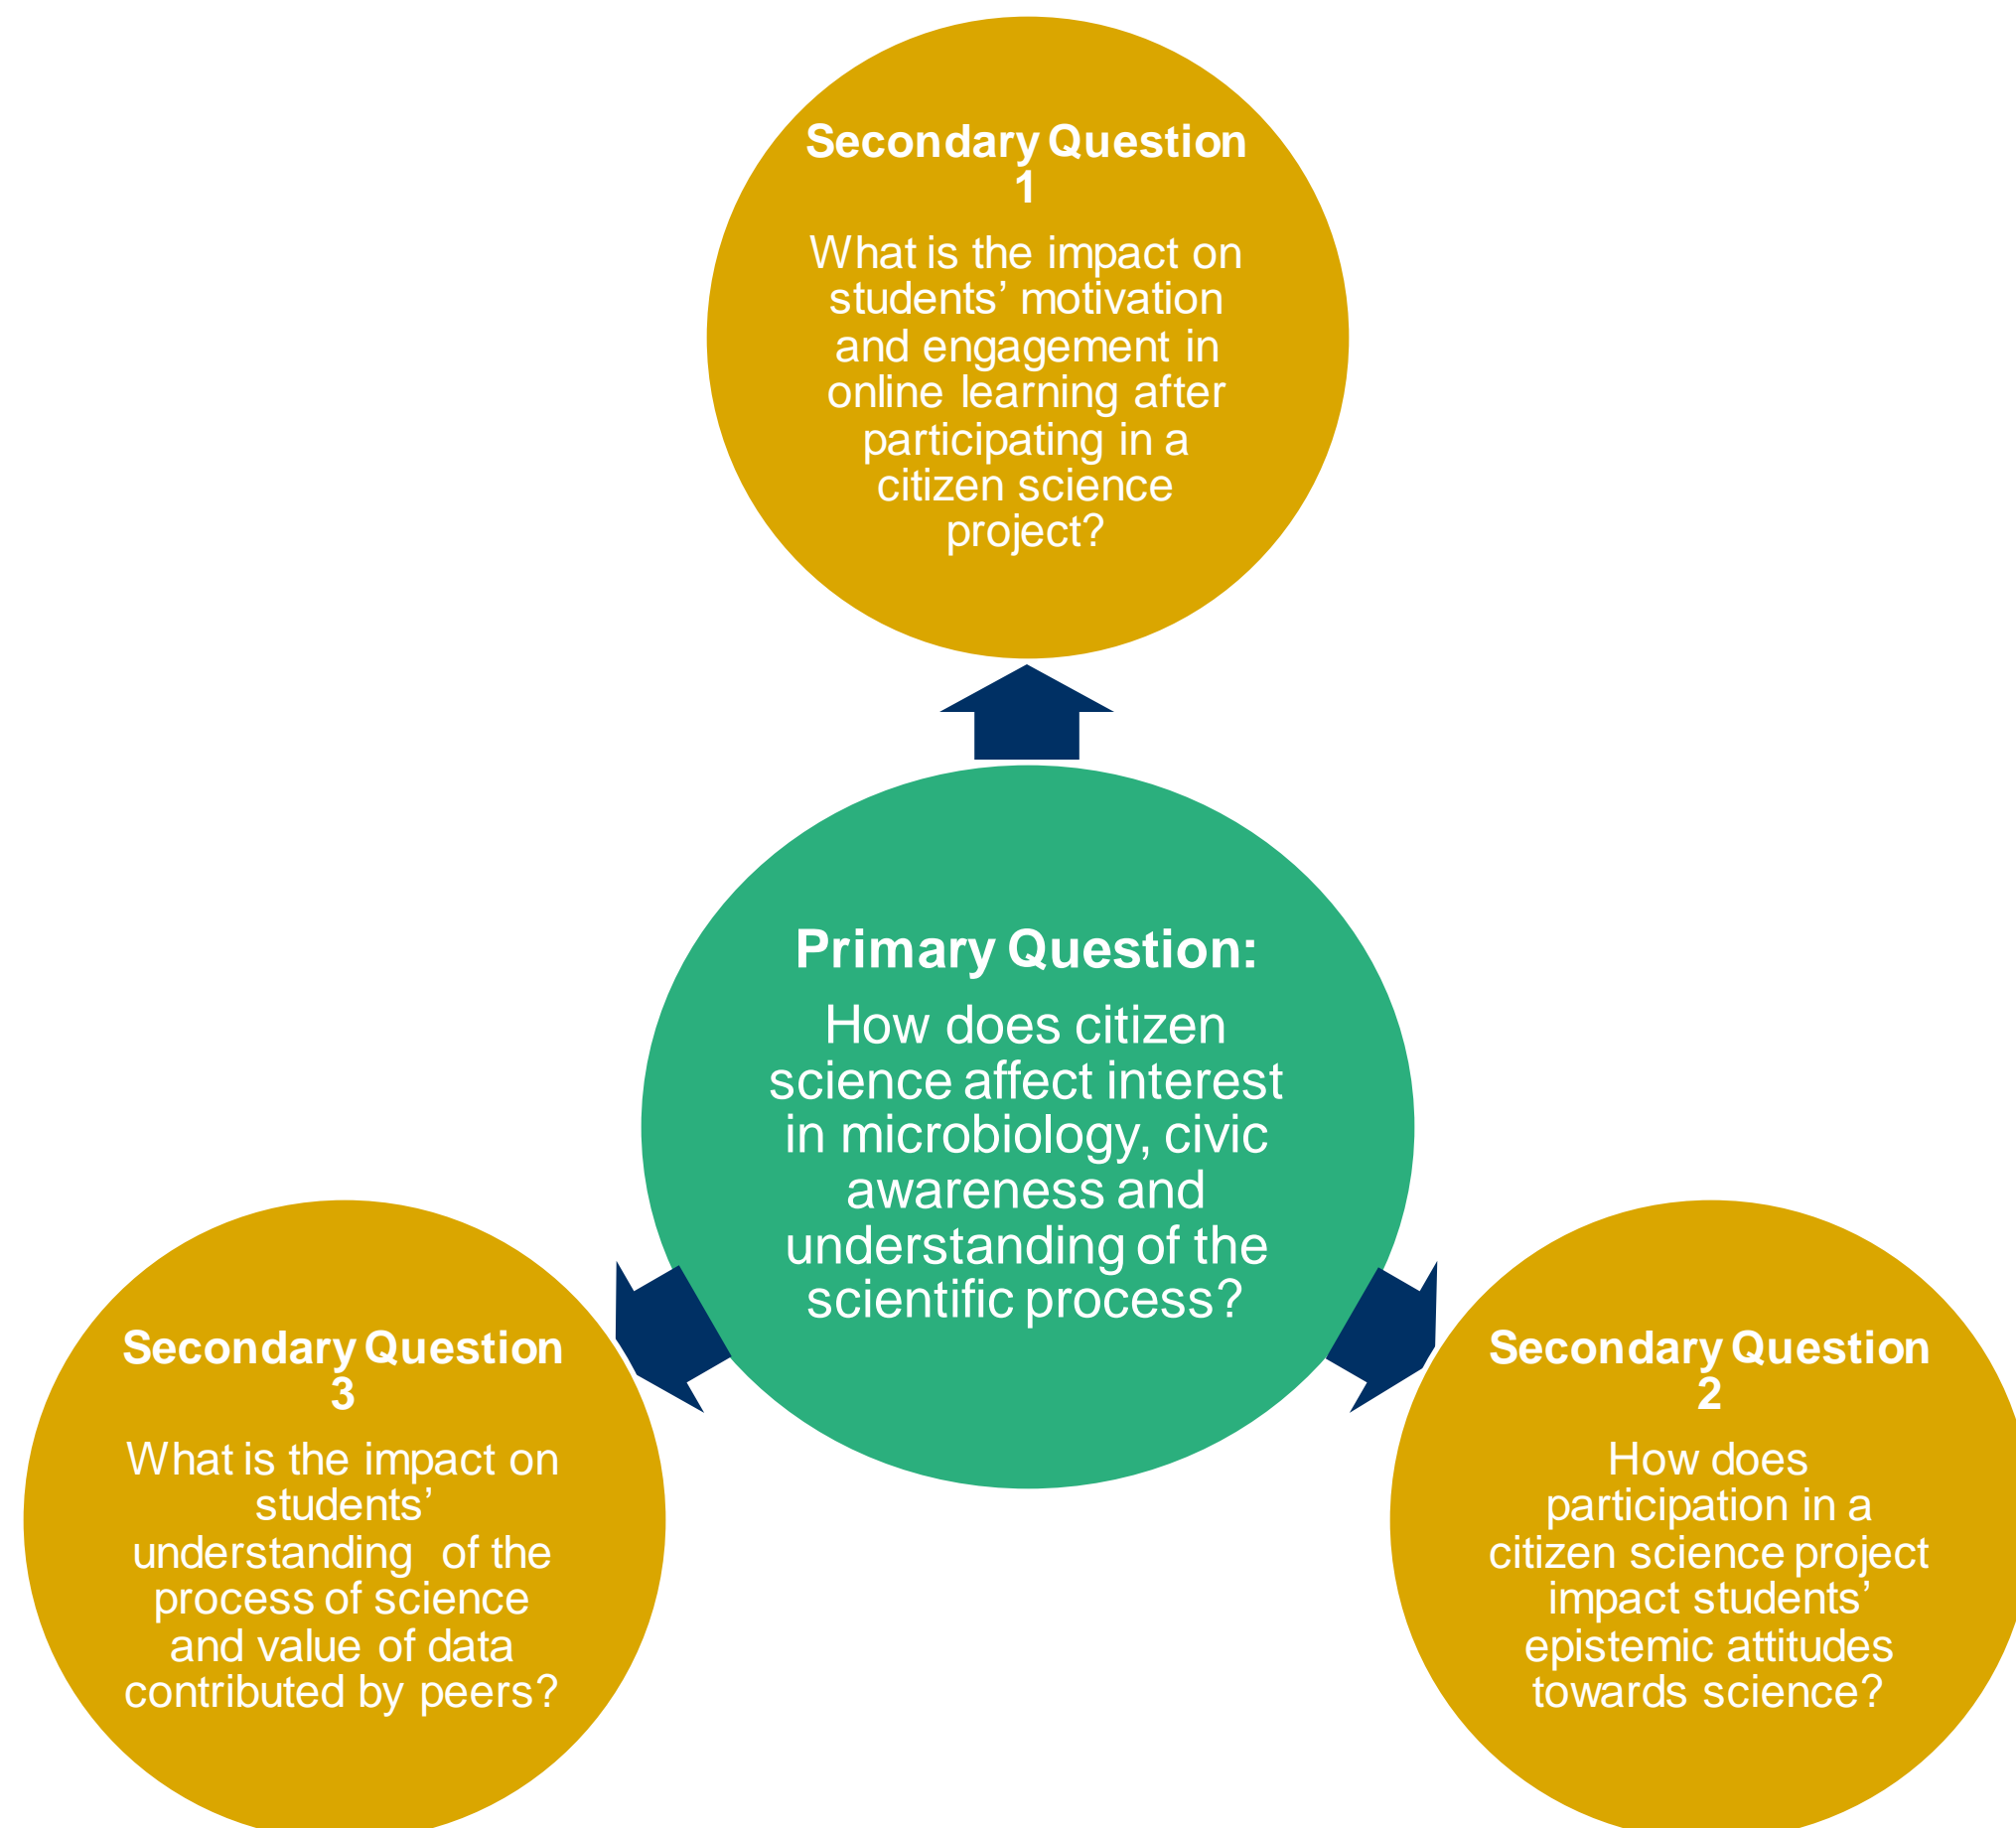 Secondary Question
1
What is the impact on
students’ motivation
and engagement in
online learning after
participating in a
citizen science
project?
Primary Question:
How does citizen
science affect interest
in microbiology, civic
awareness and
understanding of the
scientific process?
Secondary Question
3
What is the impact on
students’
understanding of the
process of science
and value of data
contributed by peers?
Secondary Question
2
How does
participation in a
citizen science project
impact students’
epistemic attitudes
towards science?